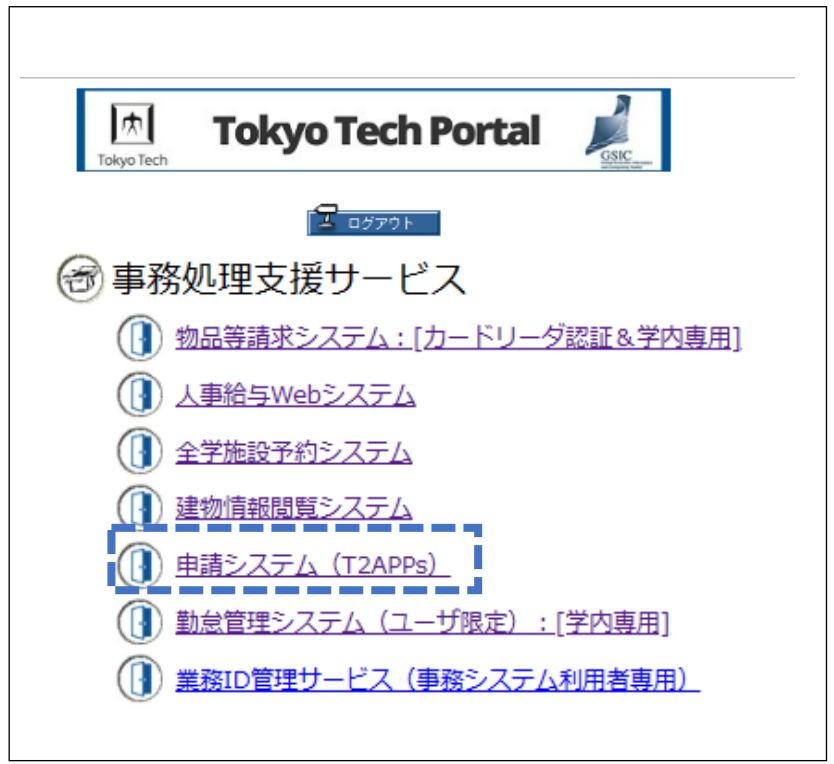 Tokyo Tech
Tokyo Tech Portal
GSIC
ログアウト
事務処理支援サービス
物品等請求システム：[カードリーダ認証＆学内専用]
人事給与Webシステム
全学施設予約システム
建物情報閲覧システム
申請システム（T2APPs）
勤怠管理システム（ユーザ限定）：[学内専用]
業務ID管理サービス（事務システム利用者専用）